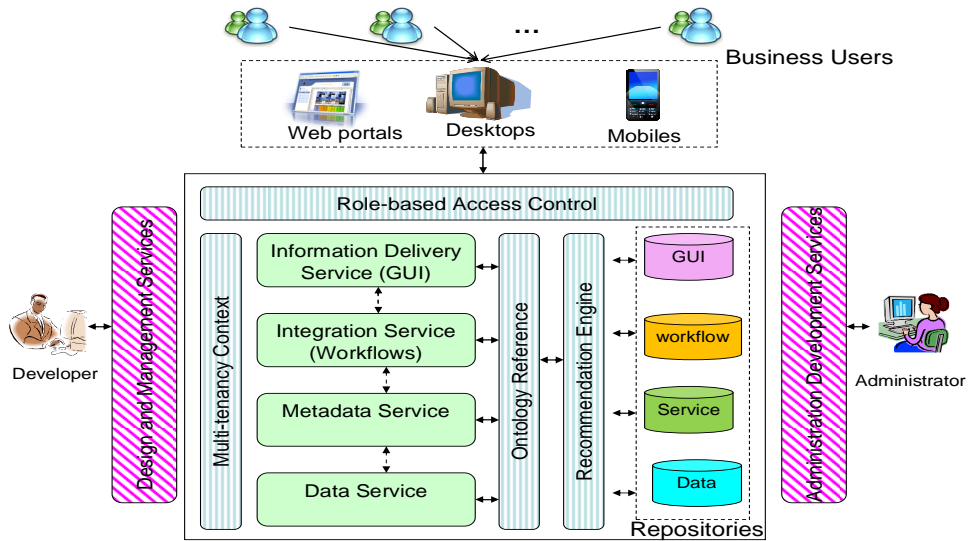 ...
Business Users
Web portals
Desktops
Mobiles
Role-based Access Control
Design and Management Services
Multi-tenancy Context
Information Delivery
Service (GUI)
Integration Service
(Workflows)
Metadata Service
Data Service
Ontology Reference
Recommendation Engine
GUI
workflow
Service
Data
Repositories
Administration Development Services
Developer
Administrator